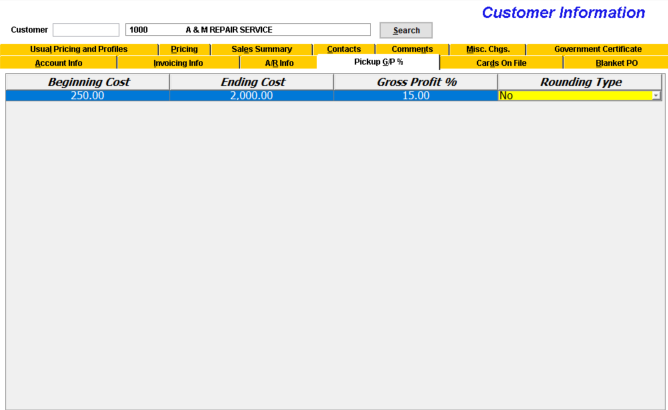 Customer Information
Customer 1000 A & M REPAIR SERVICE Search
Usual Pricing and Profiles Pricing Sales Summary Contacts Comments Misc. Chgs. Government Certificate
Account Info Invoicing Info A/R Info Pickup G/P % Cards On File Blanket PO
Beginning Cost Ending Cost Gross Profit % Rounding Type
250.00 2,000.00 15.00 No